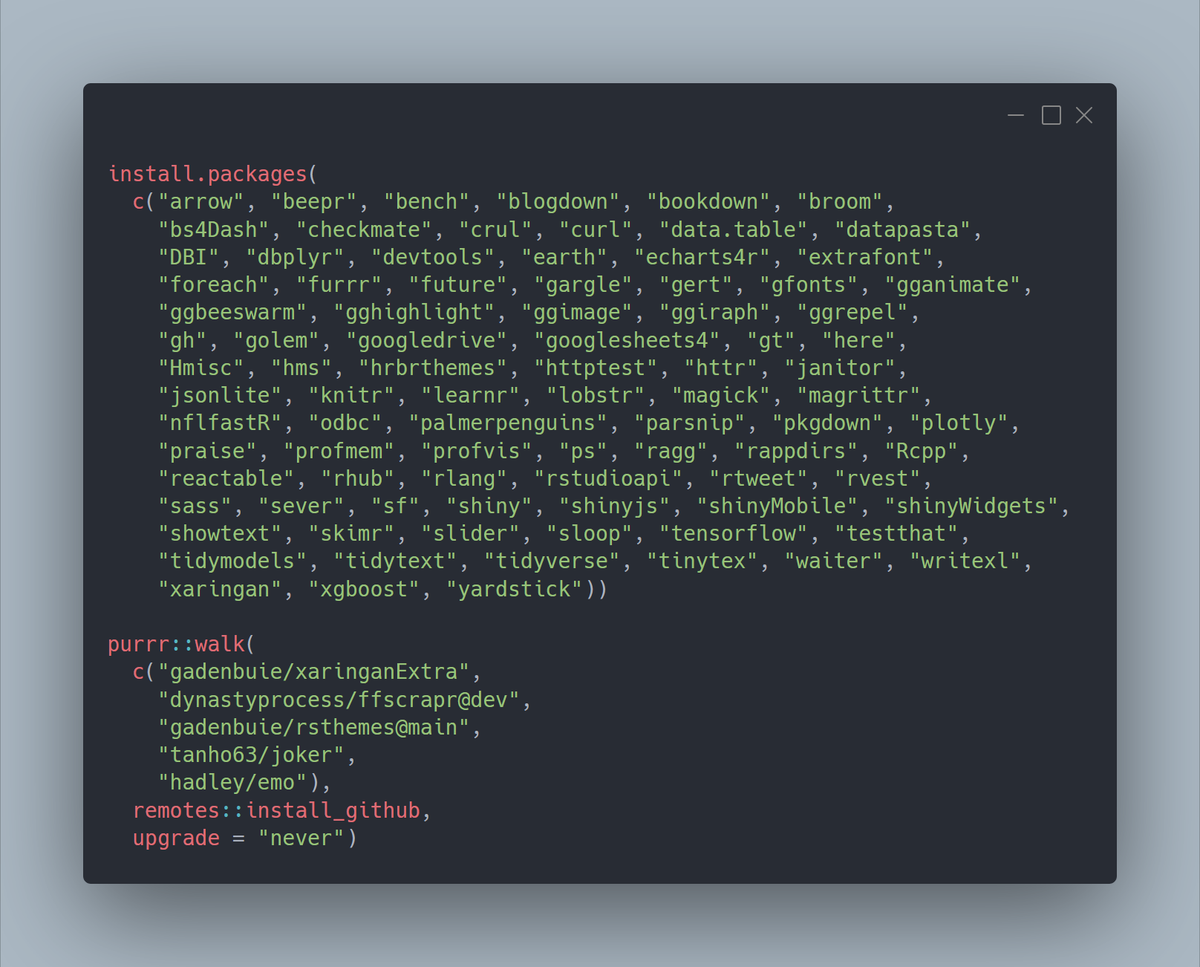 install.packages(
  c("arrow", "beepr", "bench", "blogdown", "bookdown", "broom",
    "bs4Dash", "checkmate", "crul", "curl", "data.table", "datapasta",
    "DBI", "dbplyr", "devtools", "earth", "echarts4r", "extrafont",
    "foreach", "furrr", "future", "gargle", "gert", "gfonts", "gganimate",
    "ggbeeswarm", "gghighlight", "ggimage", "ggiraph", "ggrepel",
    "gh", "golem", "googledrive", "googlesheets4", "gt", "here",
    "Hmisc", "hms", "hrbrthemes", "httptest", "httr", "janitor",
    "jsonlite", "knitr", "learnr", "lobstr", "magick", "magrittr",
    "nflfastR", "odbc", "palmerpenguins", "parsnip", "pkgdown", "plotly",
    "praise", "profmem", "profvis", "ps", "ragg", "rappdirs", "Rcpp",
    "reactable", "rhub", "rlang", "rstudioapi", "rtweet", "rvest",
    "sass", "sever", "sf", "shiny", "shinyjs", "shinyMobile", "shinyWidgets",
    "showtext", "skimr", "slider", "sloop", "tensorflow", "testthat",
    "tidymodels", "tidytext", "tidyverse", "tinytex", "waiter", "writexl",
    "xaringan", "xgboost", "yardstick"))

purrr::walk(
  c("gadenbuie/xaringanExtra",
    "dynastyprocess/ffscrapr@dev",
    "gadenbuie/rsthemes@main",
    "tanho63/joker",
    "hadley/emo"),
  remotes::install_github,
  upgrade = "never")